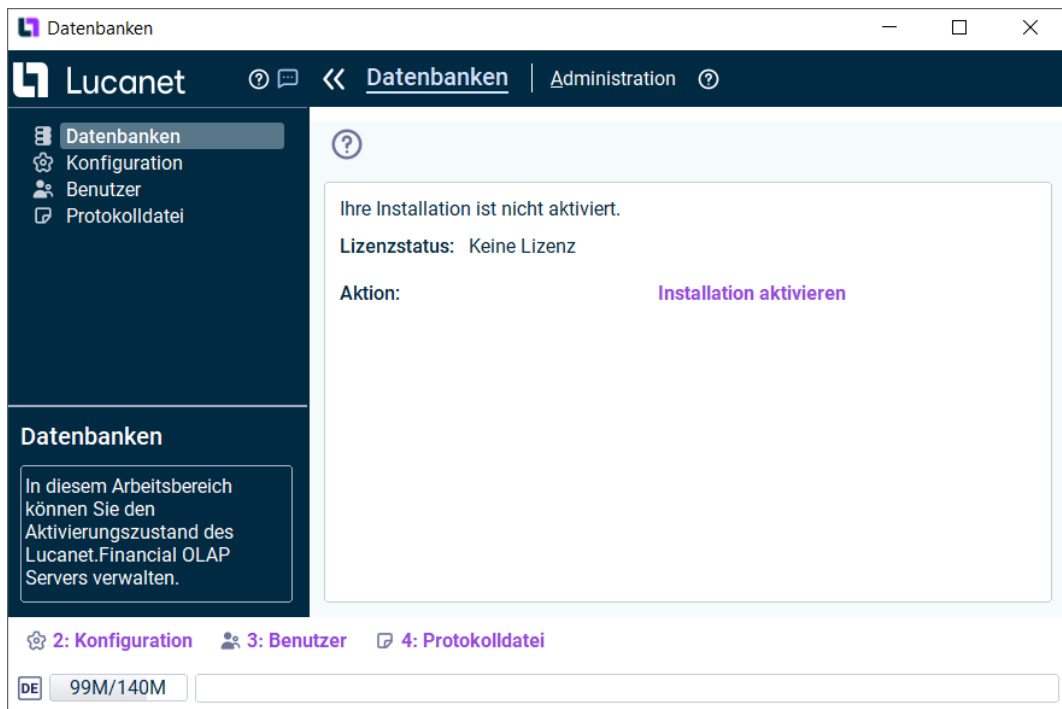 Datenbanken
Lucanet
Datenbanken Administration
Datenbanken
Konfiguration
Benutzer
Protokolldatei
Ihre Installation ist nicht aktiviert.
Lizenzstatus: Keine Lizenz
Aktion: Installation aktivieren
Datenbanken
In diesem Arbeitsbereich
können Sie den
Aktivierungszustand des
Lucanet.Financial OLAP
Servers verwalten.
2: Konfiguration 3: Benutzer 4: Protokolldatei
DE 99M/140M